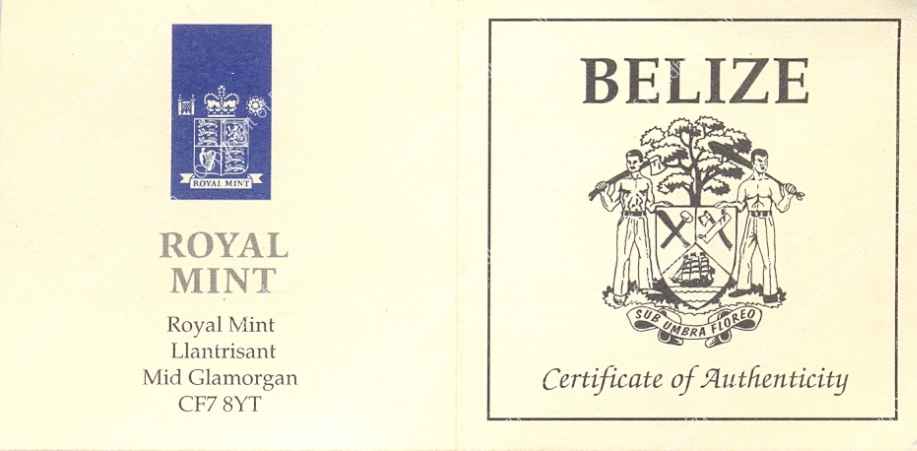 ROYAL MINT
ROYAL
MINT
Royal Mint
Llantrisant
Mid Glamorgan
CF7 8YT
BELIZE
SUB UMBRA FLOREO
Certificate of Authenticity